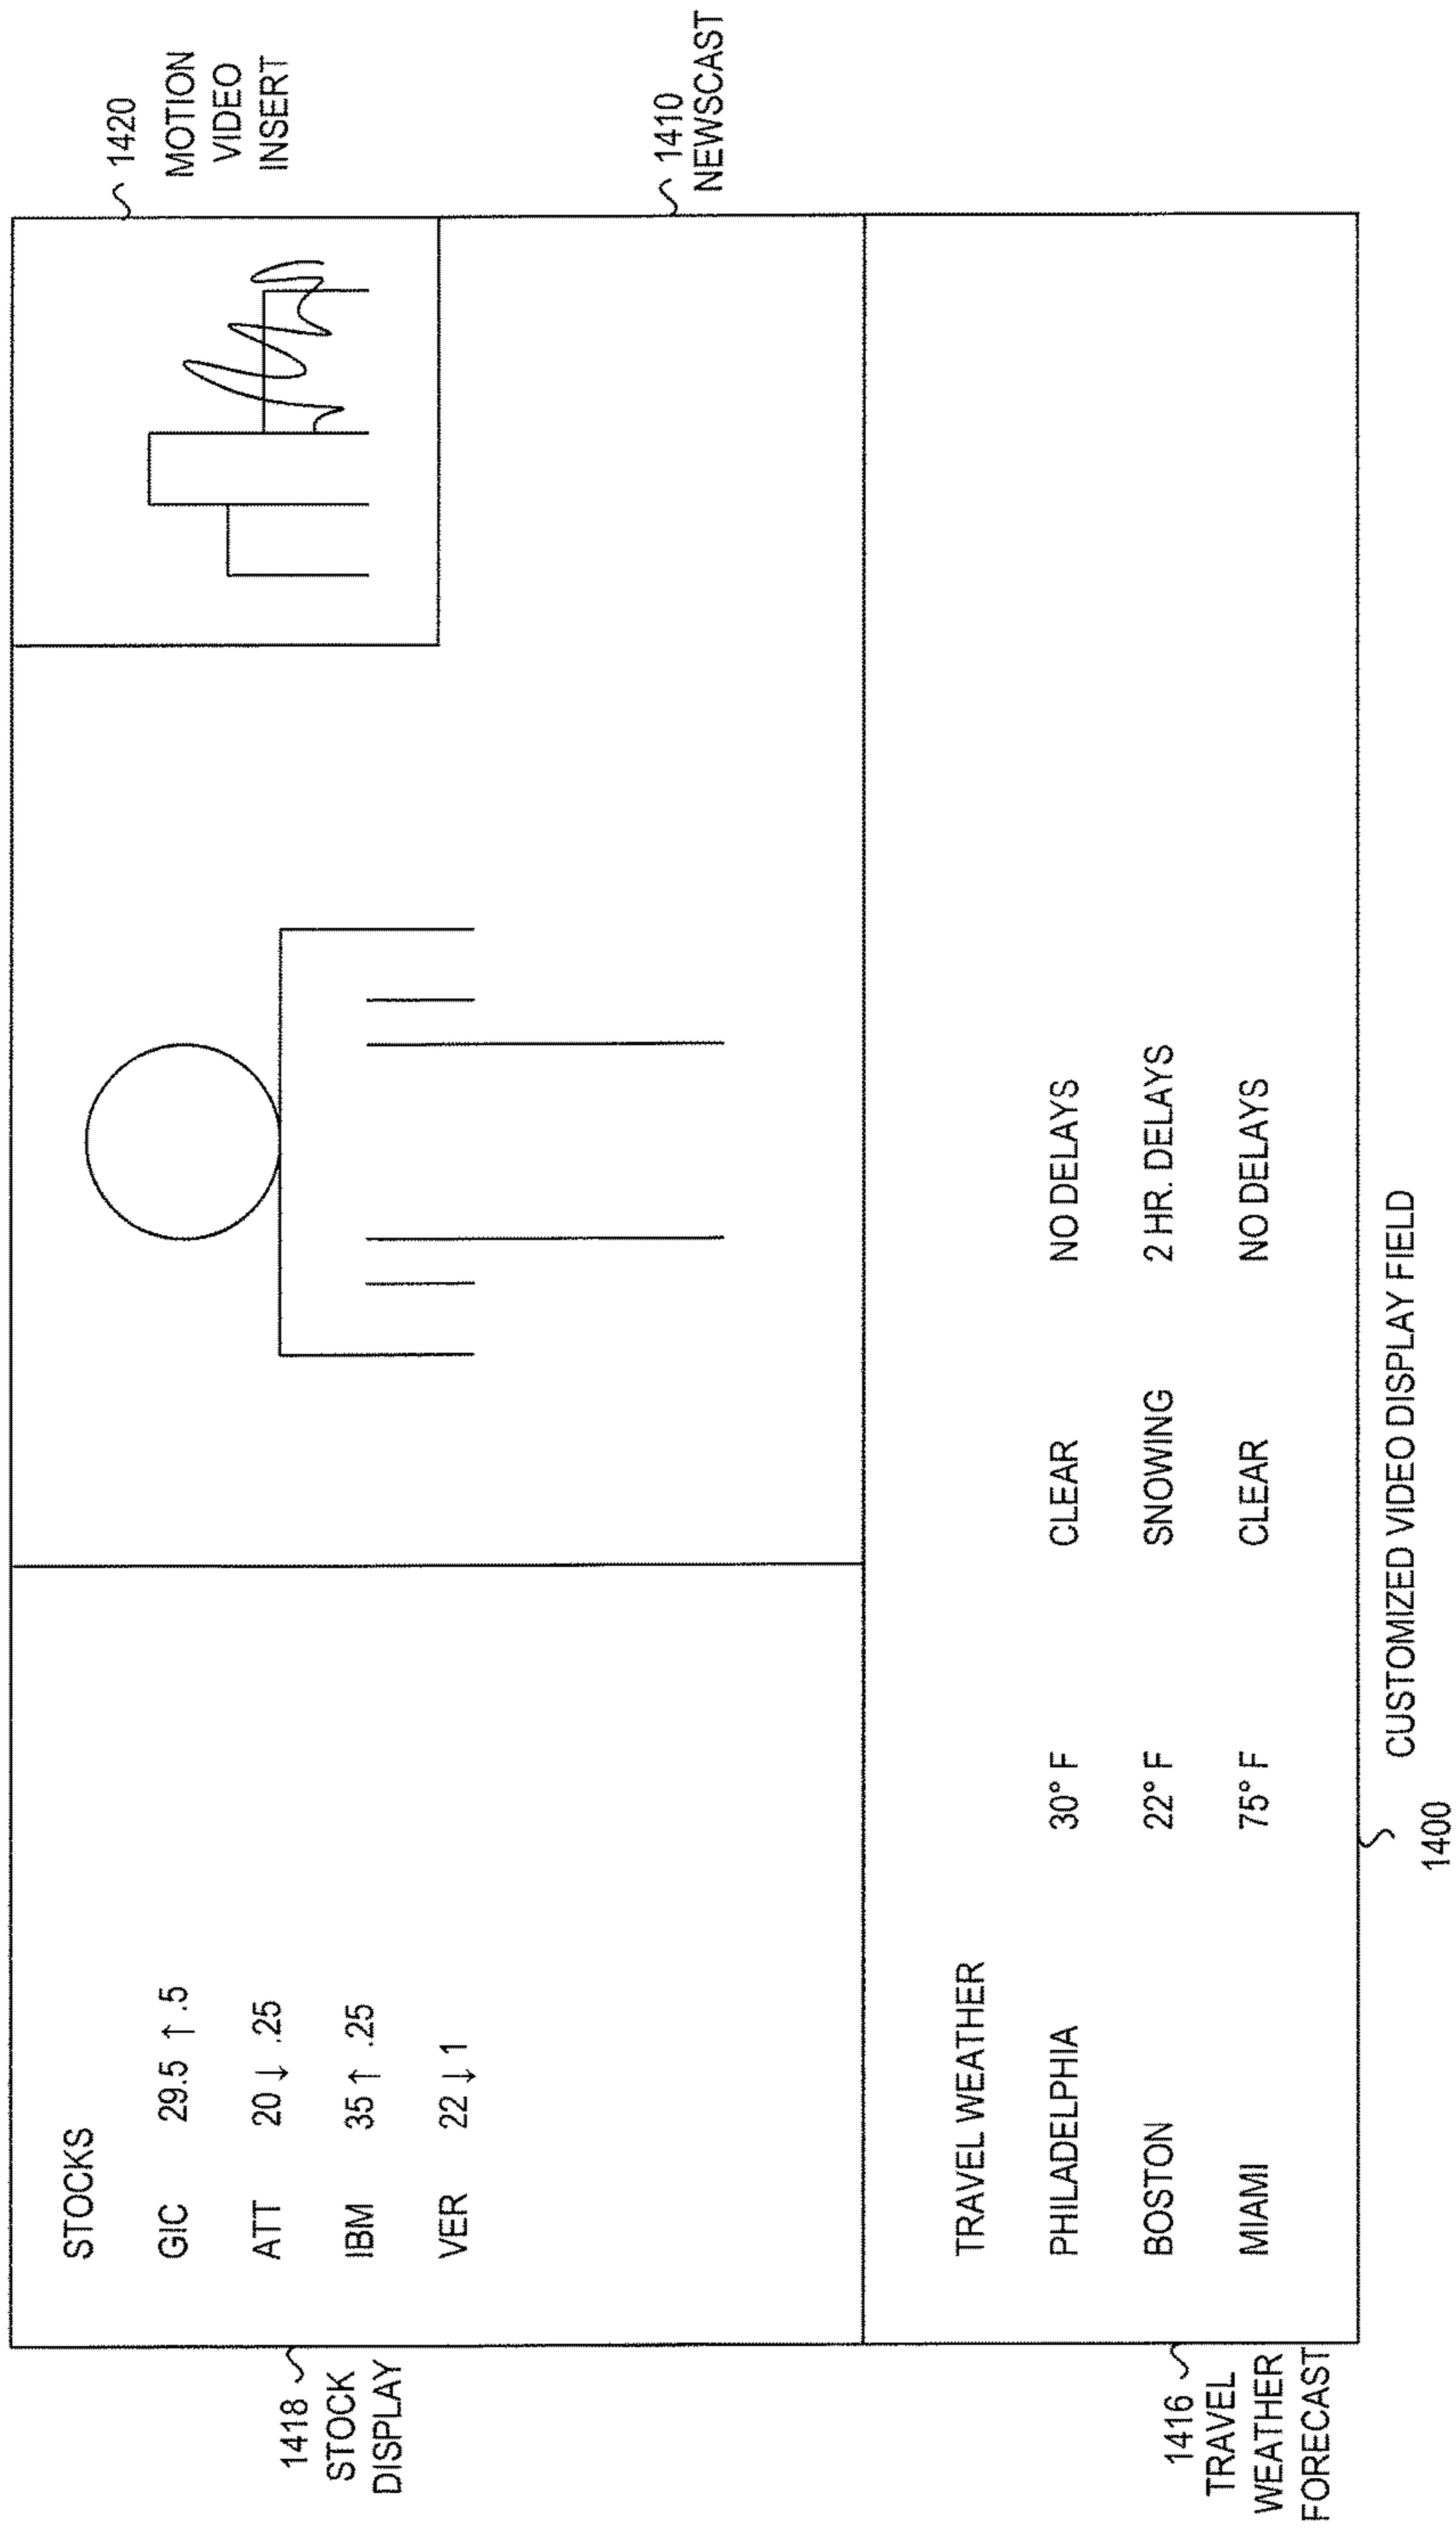 1420
MOTION
VIDEO
INSERT
1410
NEWSCAST
STOCKS
GIC 29.5 ↑ .5
ATT 20 ↓ .25
IBM 35 ↑ .25
VER 22 ↓ 1
1418
STOCK
DISPLAY
TRAVEL WEATHER
PHILADELPHIA 30° F CLEAR NO DELAYS
BOSTON 22° F SNOWING 2 HR. DELAYS
MIAMI 75° F CLEAR NO DELAYS
1416
TRAVEL
WEATHER
FORECAST
CUSTOMIZED VIDEO DISPLAY FIELD
1400